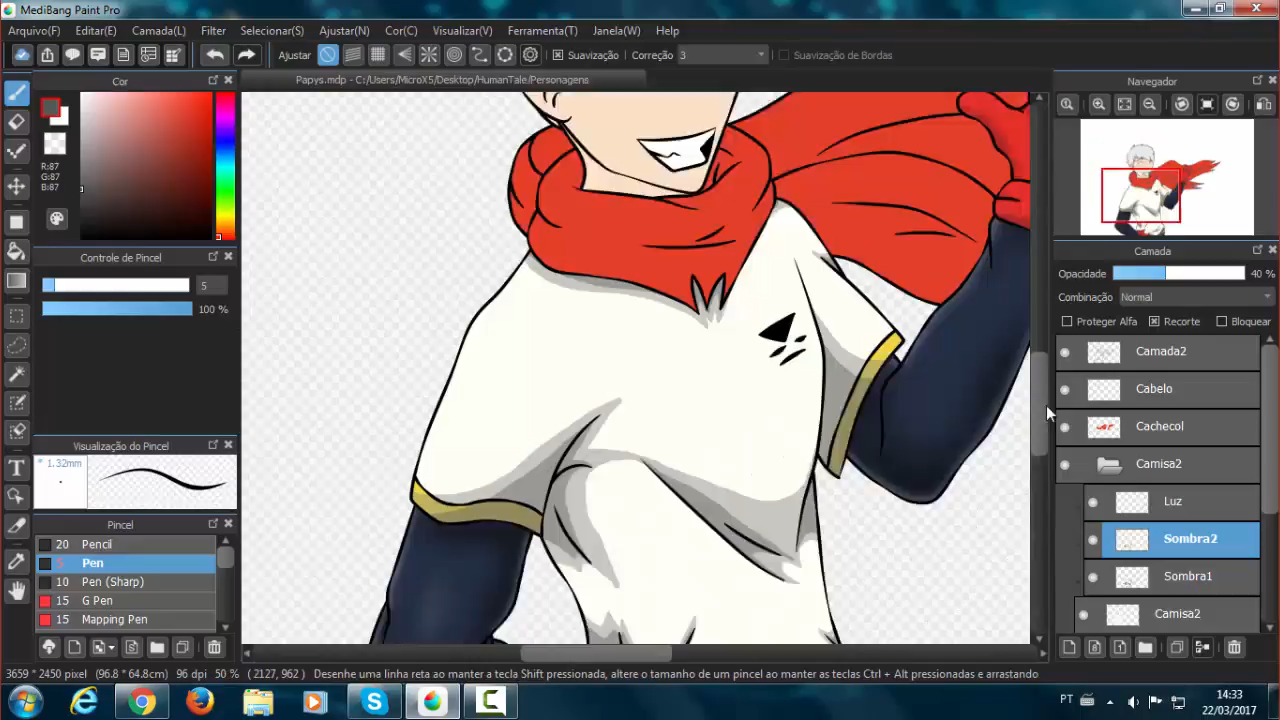 MediBang Paint Pro
Arquivo(F) Editar(E) Camada(L) Filter Selecionar(S) Ajustar(N) Cor(C) Visualizar(V) Ferramenta(T) Janela(W) Help
Ajustar Suavização Correção 3 Suavização de Bordas
Cor
Papys.mdp - C:/Users/MicroX5/Desktop/HumanTale/Personagens
Navegador
R:87
G:87
B:87
Controle de Pincel
5
100 %
Camada
Opacidade 40 %
Combinação Normal
Proteger Alfa Recorte Bloquear
Camada2
Cabelo
Cachecol
Camisa2
Luz
Sombra2
Sombra1
Camisa2
Visualização do Pincel
* 1.32mm
Pincel
20 Pencil
5 Pen
10 Pen (Sharp)
15 G Pen
15 Mapping Pen
3659 * 2450 pixel (96.8 * 64.8cm) 96 dpi 50 % ( 2127, 962 ) Desenhe uma linha reta ao manter a tecla Shift pressionada, altere o tamanho de um pincel ao manter as teclas Ctrl + Alt pressionadas e arrastando
PT
14:33
22/03/2017